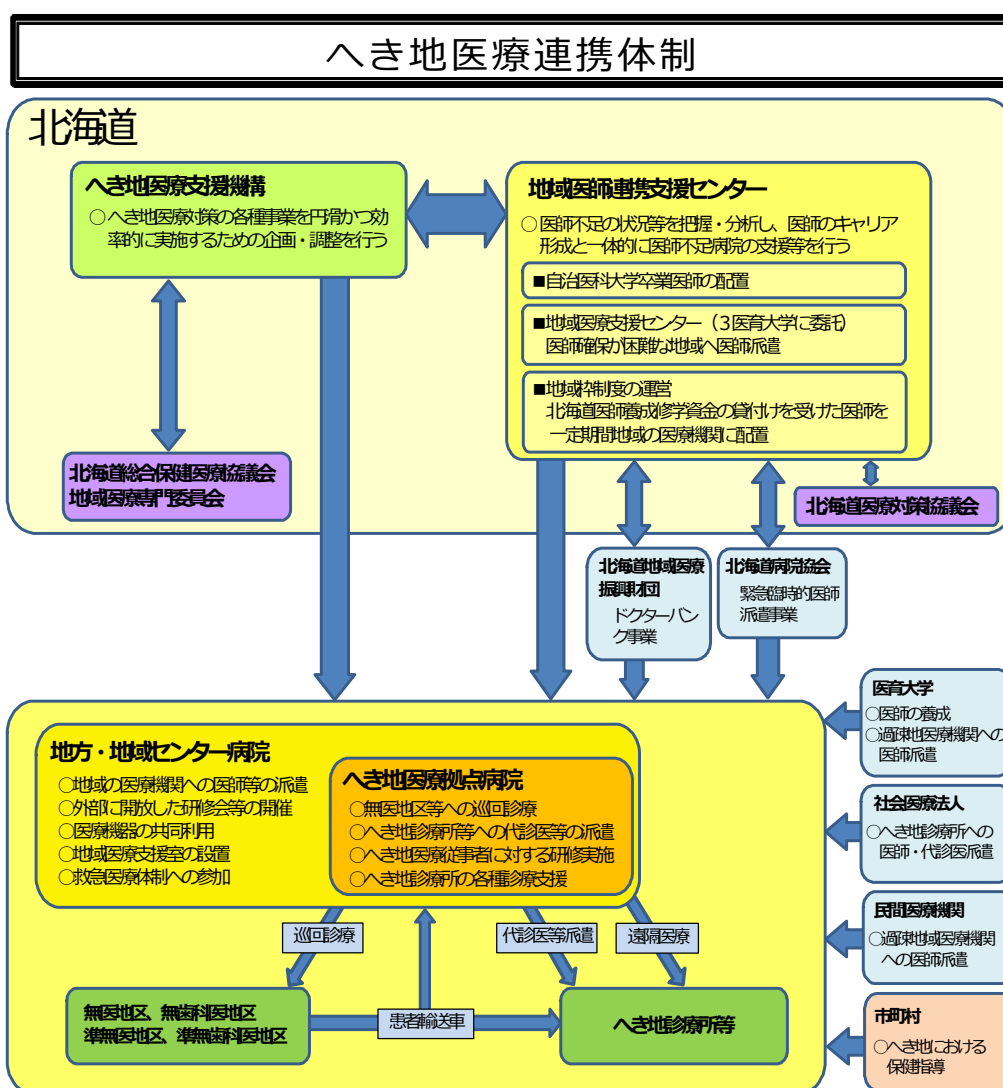 へき地医療連携体制
北海道
へき地医療支援機構
○へき地医療対策の各種事業を円滑かつ効
率的に実施するための企画・調整を行う
地域医師連携支援センター
○医師不足の状況等を把握・分析し、医師のキャリア
形成と一体的に医師不足病院の支援等を行う
■自治医科大学卒業医師の配置
■地域医療支援センター（3医育大学に委託）
医師確保が困難な地域へ医師派遣
■地域枠制度の運営
北海道医師養成修学資金の貸付けを受けた医師を
一定期間地域の医療機関に配置
北海道総合保健医療協議会
地域医療専門委員会
北海道医療対策協議会
北海道地域医療
振興財団
ドクターバン
ク事業
北海道病院協会
緊急臨時的医師
派遣事業
地方・地域センター病院
○地域の医療機関への医師等の派遣
○外部に開放した研修会等の開催
○医療機器の共同利用
○地域医療支援室の設置
○救急医療体制への参加
へき地医療拠点病院
○無医地区等への巡回診療
○へき地診療所等への代診医等の派遣
○へき地医療従事者に対する研修実施
○へき地診療所の各種診療支援
巡回診療
代診医等派遣
遠隔医療
無医地区、無歯科医地区
準無医地区、準無歯科医地区
患者輸送車
へき地診療所等
医育大学
○医師の養成
○過疎地医療機関への
医師派遣
社会医療法人
○へき地診療所への
医師・代診医派遣
民間医療機関
○過疎地域医療機関
への医師派遣
市町村
○へき地における
保健指導